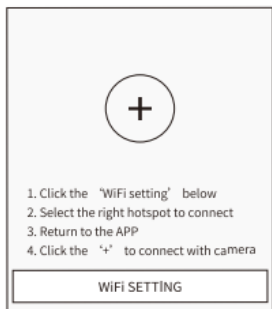 +
1. Click the ‘WiFi setting’ below
2. Select the right hotspot to connect
3. Return to the APP
4. Click the ‘+’ to connect with camera
WiFi SETTING